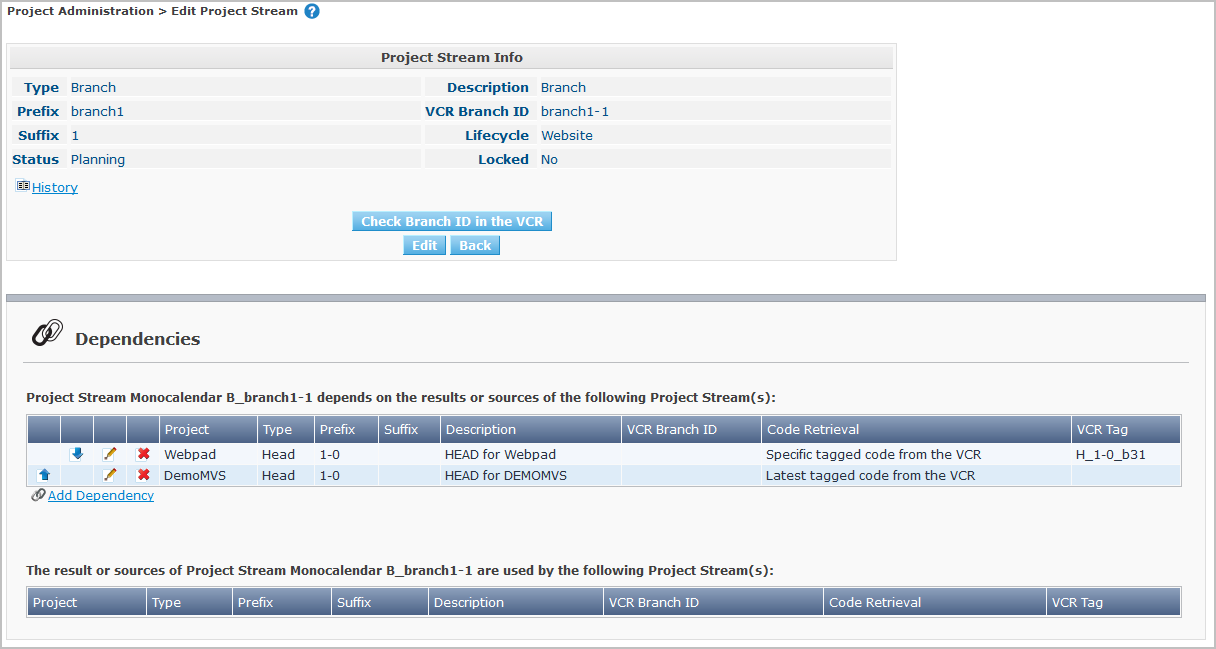 Project Administration > Edit Project Stream ?
Project Stream Info
Type Branch Description Branch
Prefix branch1 VCR Branch ID branch1-1
Suffix 1 Lifecycle Website
Status Planning Locked No
History
Check Branch ID in the VCR
Edit Back
Dependencies
Project Stream Monocalendar B_branch1-1 depends on the results or sources of the following Project Stream(s):
Project Type Prefix Suffix Description VCR Branch ID Code Retrieval VCR Tag
Webpad Head 1-0 HEAD for Webpad Specific tagged code from the VCR H_1-0_b31
DemoMVS Head 1-0 HEAD for DEMOMVS Latest tagged code from the VCR
Add Dependency
The result or sources of Project Stream Monocalendar B_branch1-1 are used by the following Project Stream(s):
Project Type Prefix Suffix Description VCR Branch ID Code Retrieval VCR Tag